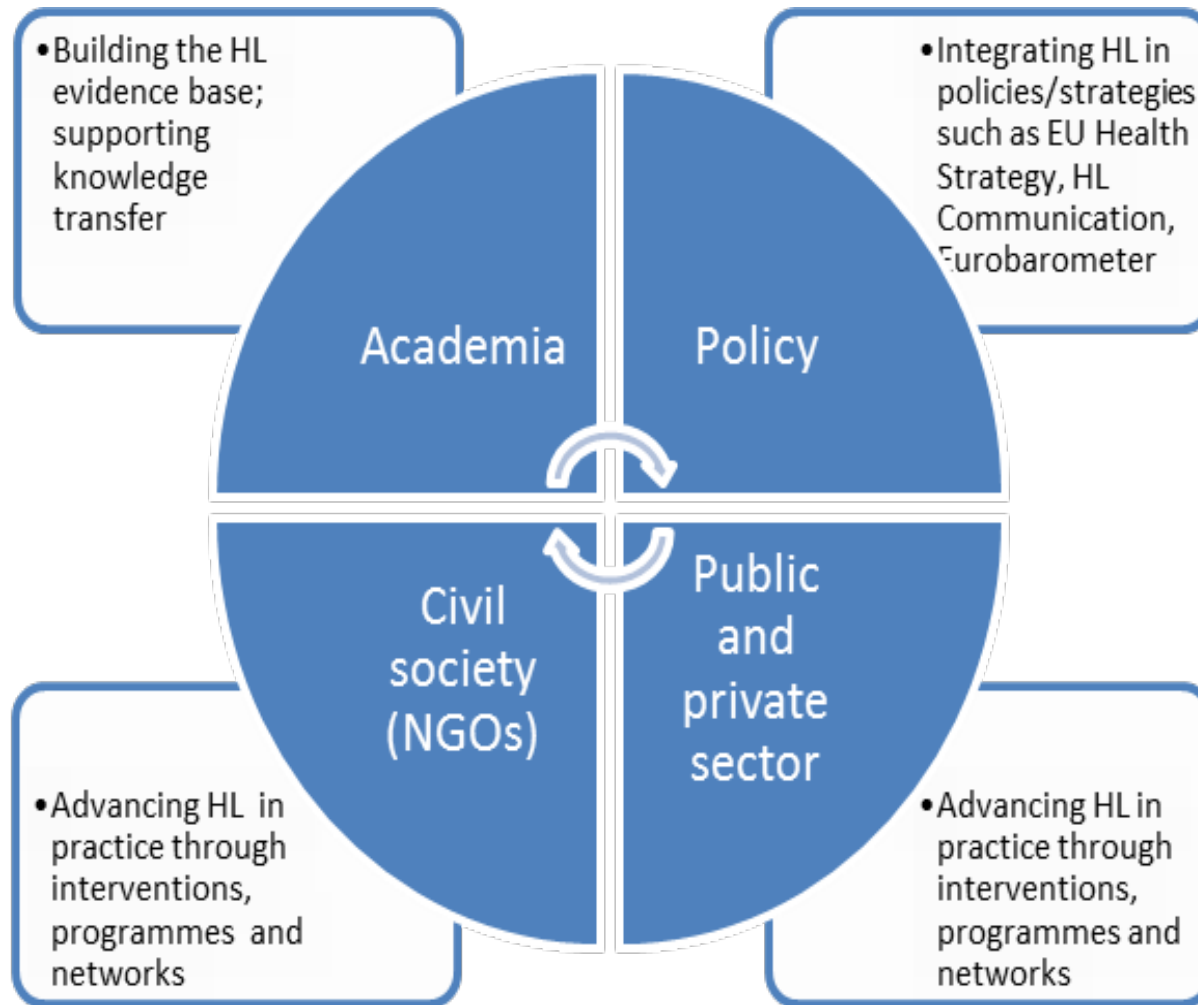 •Building the HL
evidence base;
supporting
knowledge
transfer
•Integrating HL in
policies/strategies
such as EU Health
Strategy, HL
Communication,
Eurobarometer
Academia
Policy
Civil
society
(NGOs)
Public
and
private
sector
•Advancing HL in
practice through
interventions,
programmes and
networks
•Advancing HL in
practice through
interventions,
programmes and
networks